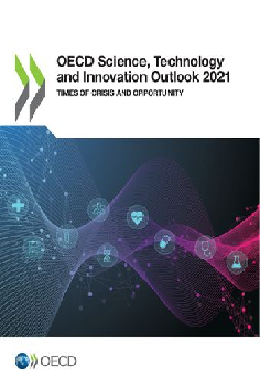 OECD Science, Technology
and Innovation Outlook 2021
TIMES OF CRISIS AND OPPORTUNITY
OECD